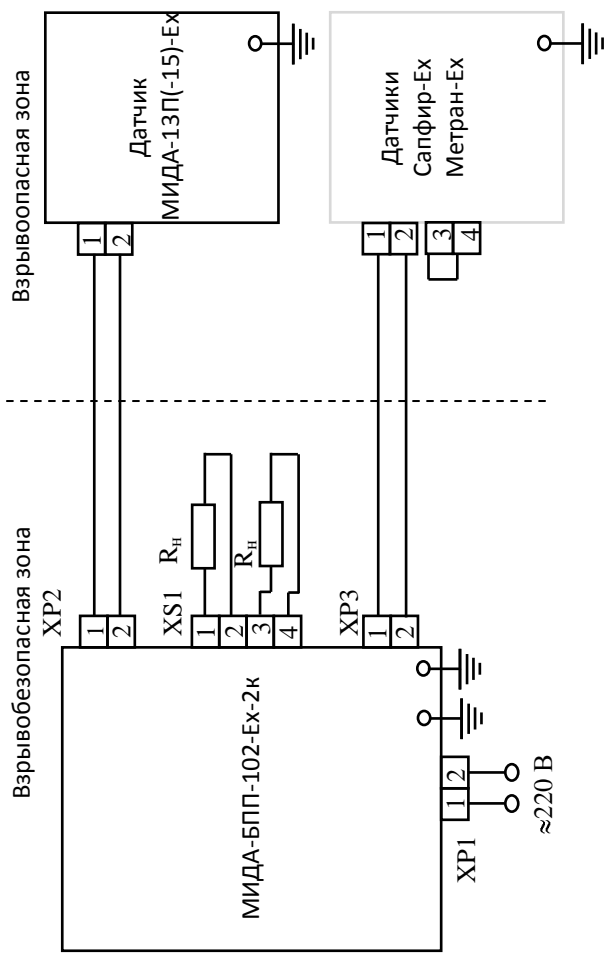 Взрывобезопасная зона
Взрывоопасная зона
МИДА-БПП-102-Ex-2к
XP2
1
2
XS1
1
2
3
4
Rн
Rн
XP3
1
2
XP1
1
2
≈220 В
1
2
Датчик
МИДА-13П(-15)-Ex
1
2
3
4
Датчики
Сапфир-Ex
Метран-Ex